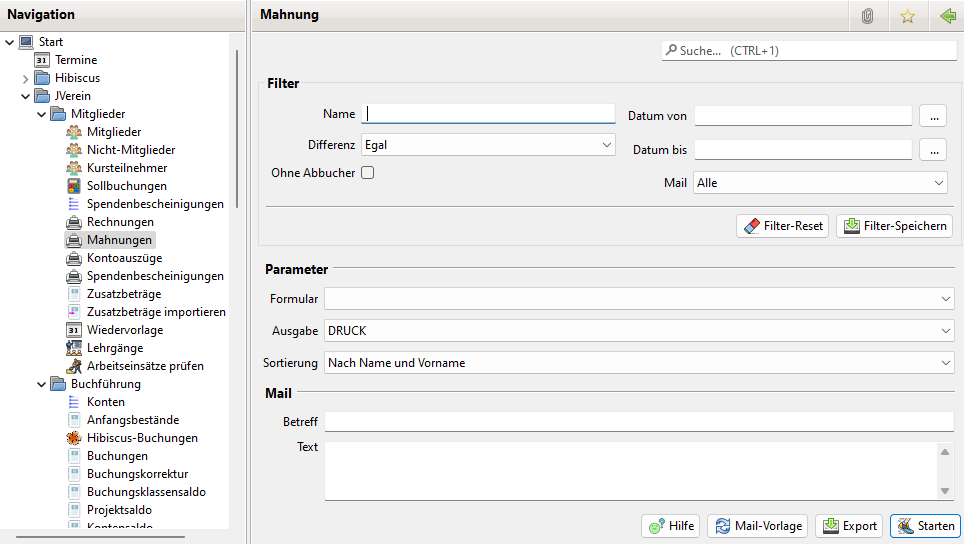 Navigation
Start
Termine
Hibiscus
JVerein
Mitglieder
Mitglieder
Nicht-Mitglieder
Kursteilnehmer
Sollbuchungen
Spendenbescheinigungen
Rechnungen
Mahnungen
Kontoauszüge
Spendenbescheinigungen
Zusatzbeträge
Zusatzbeträge importieren
Wiedervorlage
Lehrgänge
Arbeitseinsätze prüfen
Buchführung
Konten
Anfangsbestände
Hibiscus-Buchungen
Buchungen
Buchungskorrektur
Buchungsklassensaldo
Projektsaldo
Kontensaldo
Mahnung
Suche... (CTRL+1)
Filter
Name
Datum von ...
Differenz Egal
Datum bis ...
Ohne Abbucher
Mail Alle
Filter-Reset Filter-Speichern
Parameter
Formular
Ausgabe DRUCK
Sortierung Nach Name und Vorname
Mail
Betreff
Text
Hilfe Mail-Vorlage Export Starten